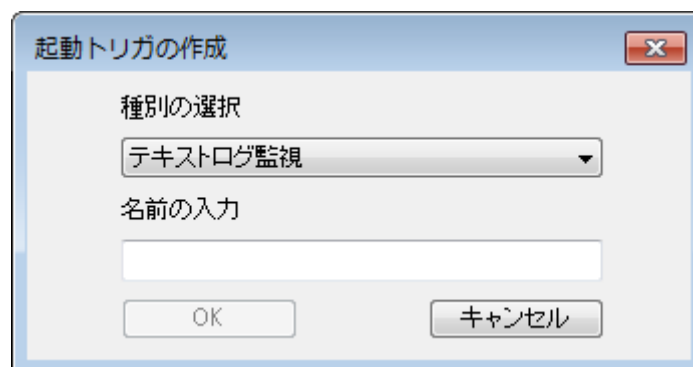 起動トリガの作成
種別の選択
テキストログ監視
名前の入力
OK
キャンセル